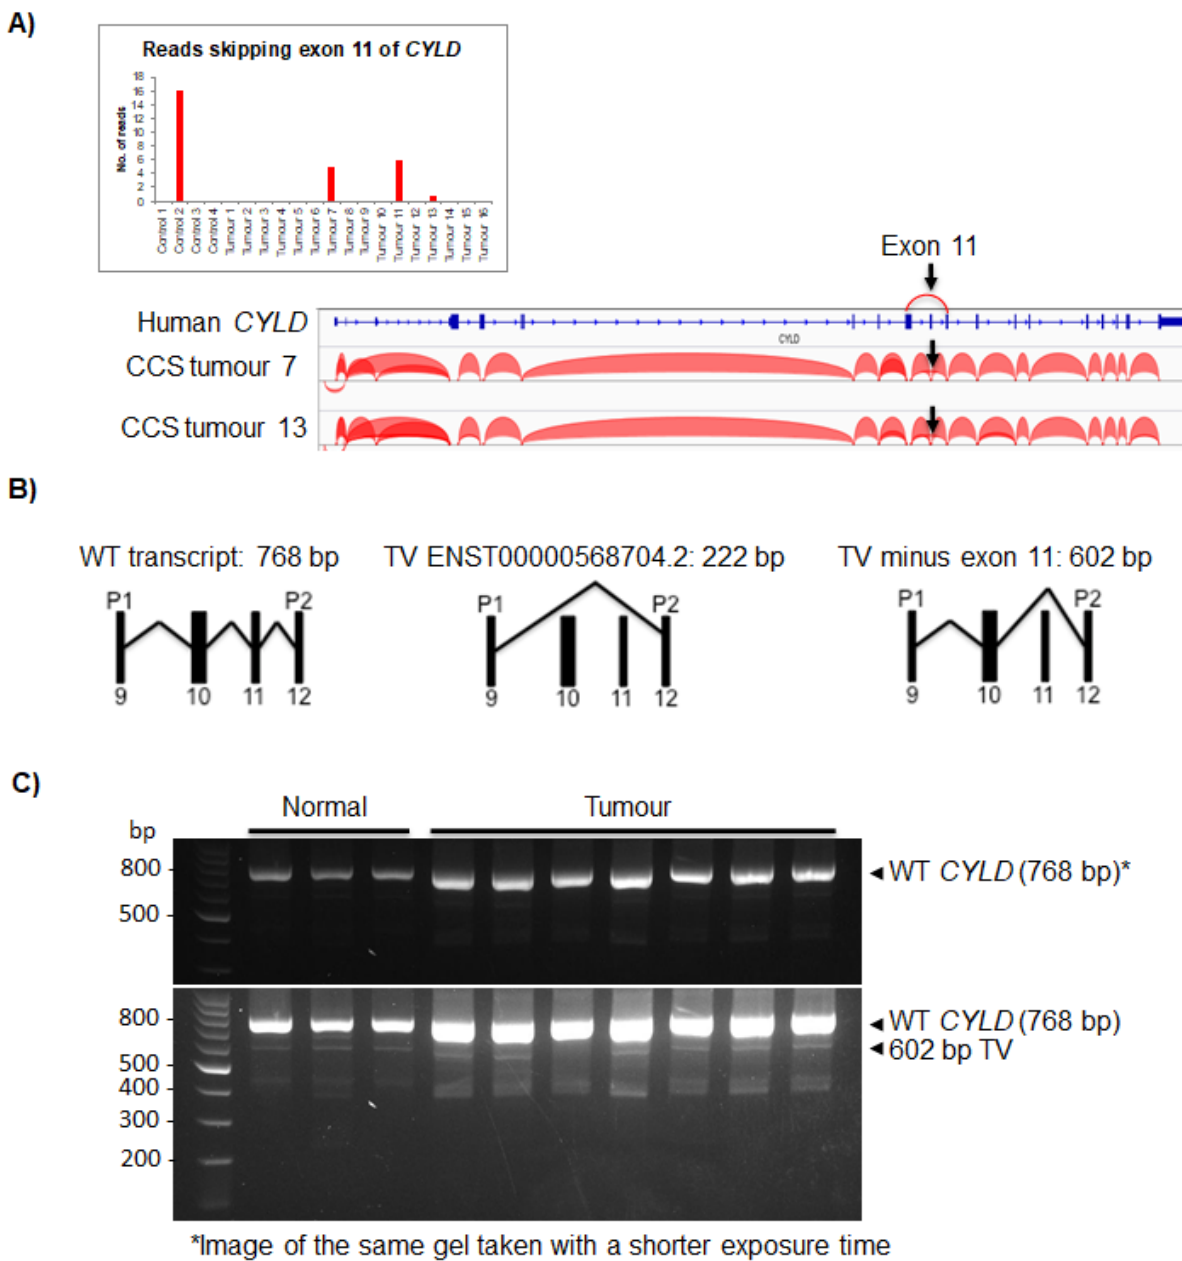 A)
Reads skipping exon 11 of CYLD
No. of reads
18
16
14
12
10
8
6
4
2
0
Control 1
Control 2
Control 3
Control 4
Tumour 1
Tumour 2
Tumour 3
Tumour 4
Tumour 5
Tumour 6
Tumour 7
Tumour 8
Tumour 9
Tumour 10
Tumour 11
Tumour 12
Tumour 13
Tumour 14
Tumour 15
Tumour 16
Exon 11
Human CYLD
CYLD
CCS tumour 7
CCS tumour 13
B)
WT transcript: 768 bp
P1 P2
9 10 11 12
TV ENST00000568704.2: 222 bp
P1 P2
9 10 11 12
TV minus exon 11: 602 bp
P1 P2
9 10 11 12
C)
Normal Tumour
bp
800
500
WT CYLD (768 bp)*
800
500
400
300
200
WT CYLD (768 bp)
602 bp TV
*Image of the same gel taken with a shorter exposure time